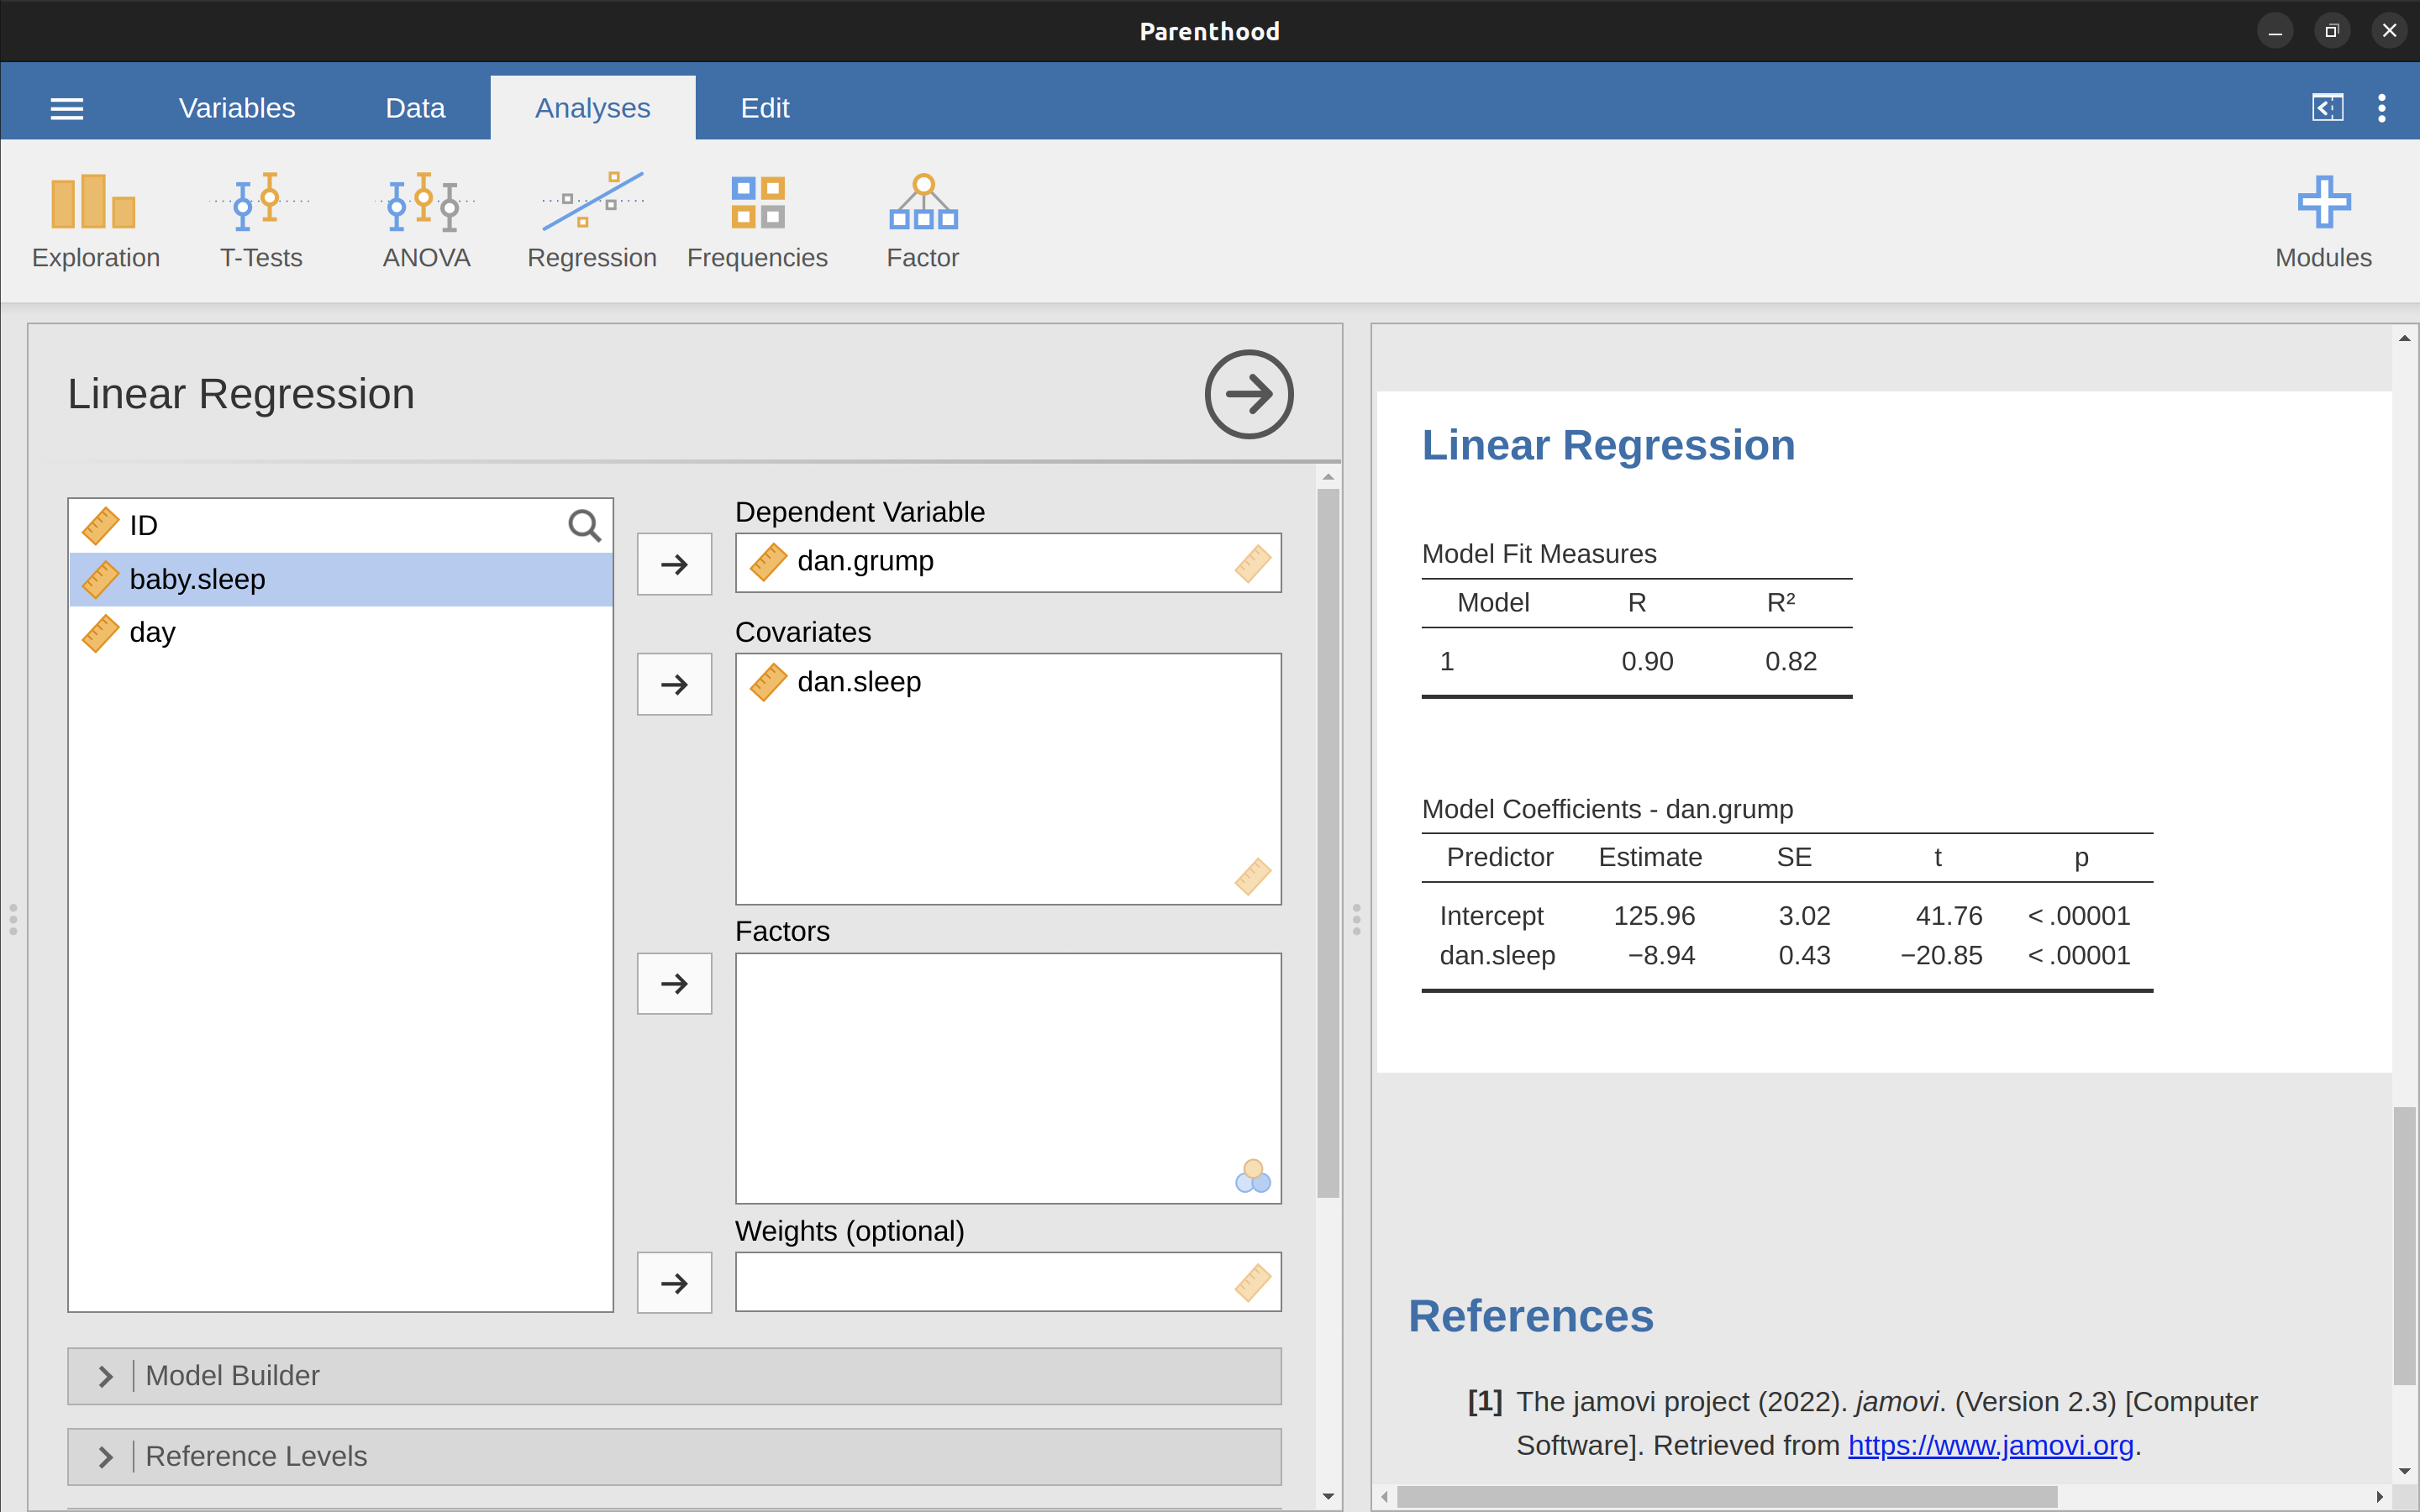 Parenthood
Variables Data Analyses Edit
Exploration T-Tests ANOVA Regression Frequencies Factor Modules
Linear Regression
ID
baby.sleep
day
Dependent Variable
dan.grump
Covariates
dan.sleep
Factors
Weights (optional)
Model Builder
Reference Levels
Linear Regression
Model Fit Measures
Model R R²
1 0.90 0.82
Model Coefficients - dan.grump
Predictor Estimate SE t p
Intercept 125.96 3.02 41.76 < .00001
dan.sleep −8.94 0.43 −20.85 < .00001
References
[1] The jamovi project (2022). jamovi. (Version 2.3) [Computer
Software]. Retrieved from https://www.jamovi.org.